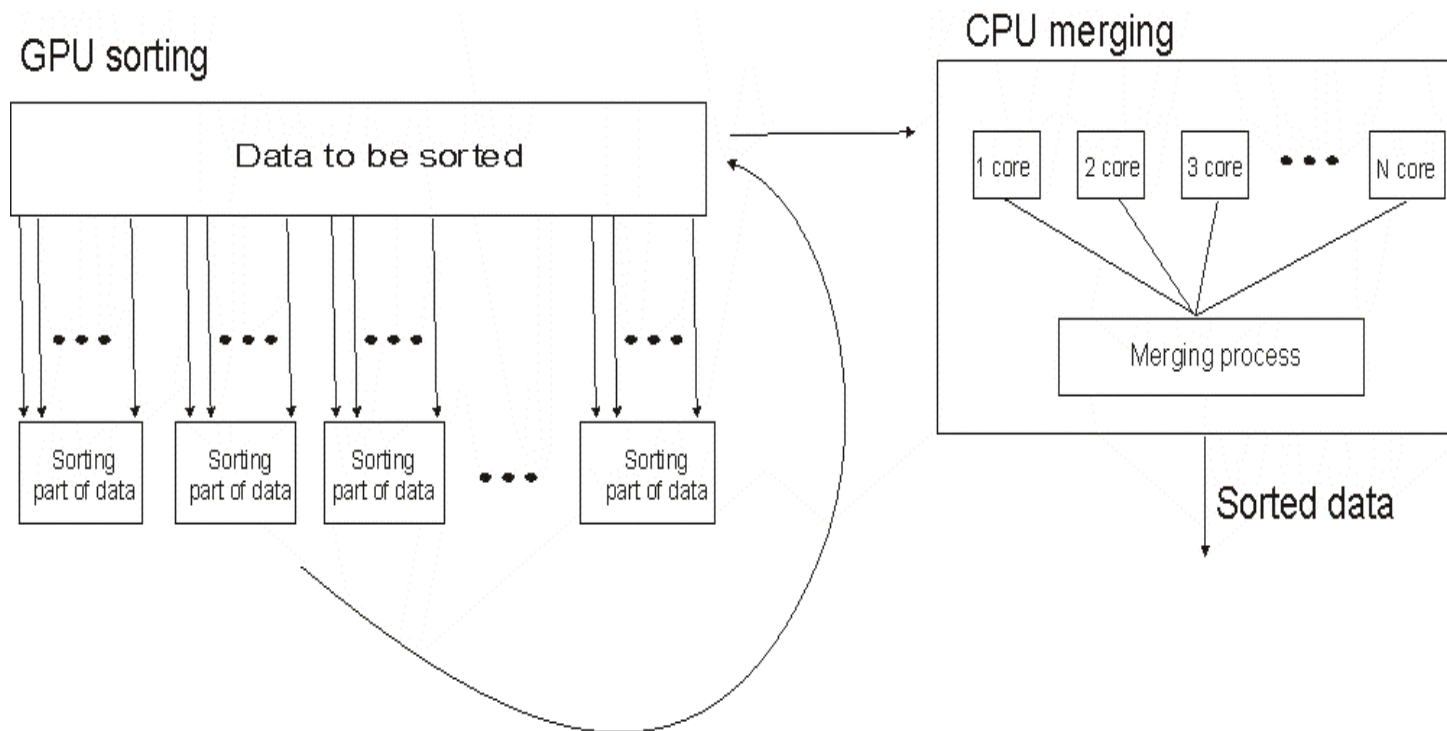 GPU sorting
Data to be sorted
Sorting
part of data
Sorting
part of data
Sorting
part of data
Sorting
part of data
CPU merging
1 core
2 core
3 core
N core
Merging process
Sorted data